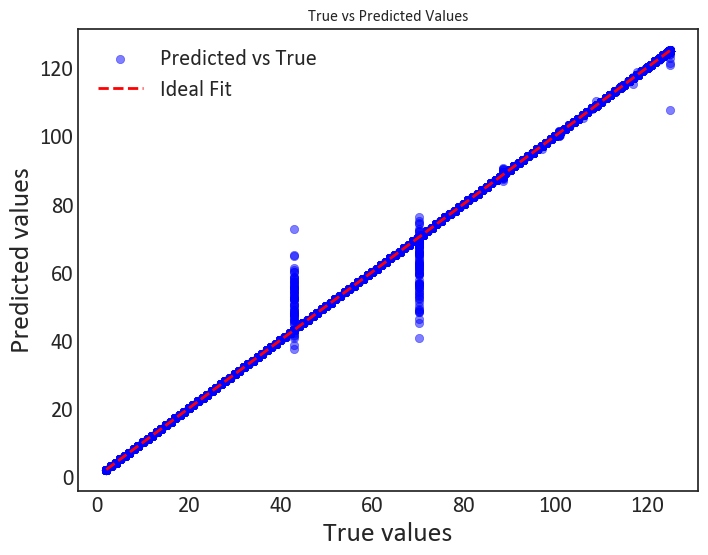 True vs Predicted Values
Predicted vs True
Ideal Fit
Predicted values
120
100
80
60
40
20
0
0 20 40 60 80 100 120
True values